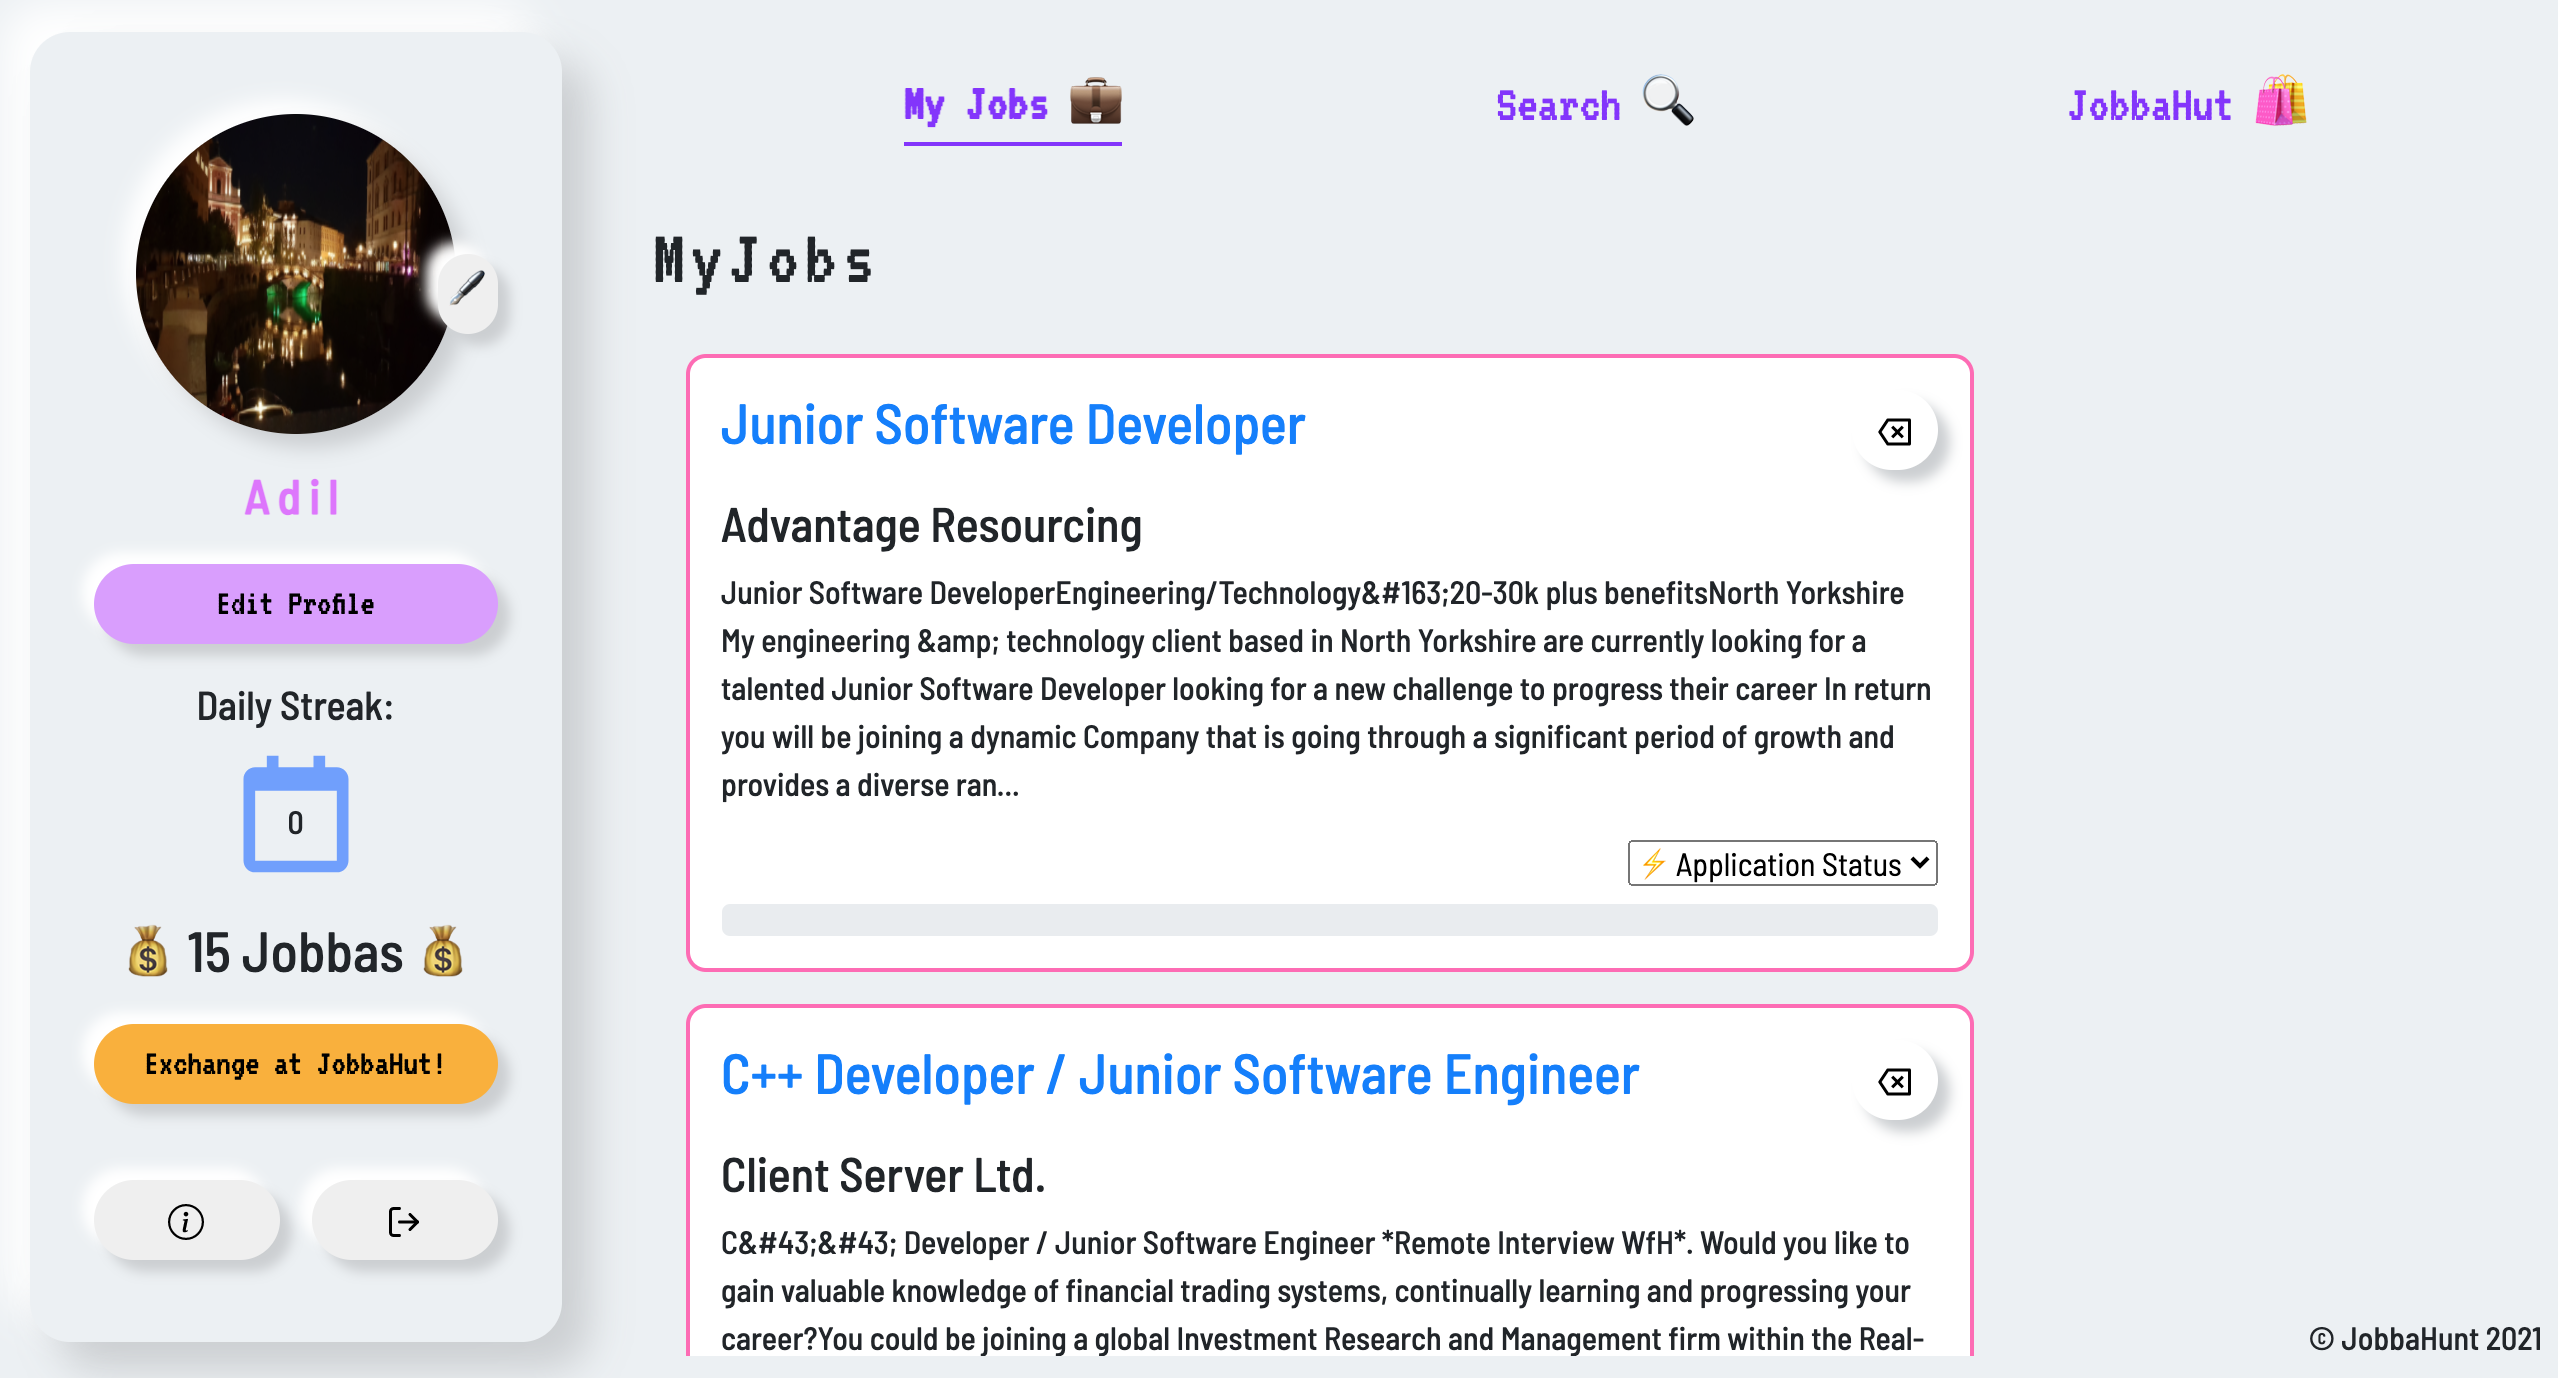 My Jobs 💼
Search 🔍
JobbaHut 🛍️
Adil
Edit Profile
Daily Streak:
0
💰 15 Jobbas 💰
Exchange at JobbaHut!
MyJobs
Junior Software Developer
Advantage Resourcing
Junior Software DeveloperEngineering/Technology&#163;20-30k plus benefitsNorth Yorkshire
My engineering &amp; technology client based in North Yorkshire are currently looking for a
talented Junior Software Developer looking for a new challenge to progress their career In return
you will be joining a dynamic Company that is going through a significant period of growth and
provides a diverse ran...
⚡ Application Status
C++ Developer / Junior Software Engineer
Client Server Ltd.
C&#43;&#43; Developer / Junior Software Engineer *Remote Interview WfH*. Would you like to
gain valuable knowledge of financial trading systems, continually learning and progressing your
career?You could be joining a global Investment Research and Management firm within the Real-
© JobbaHunt 2021